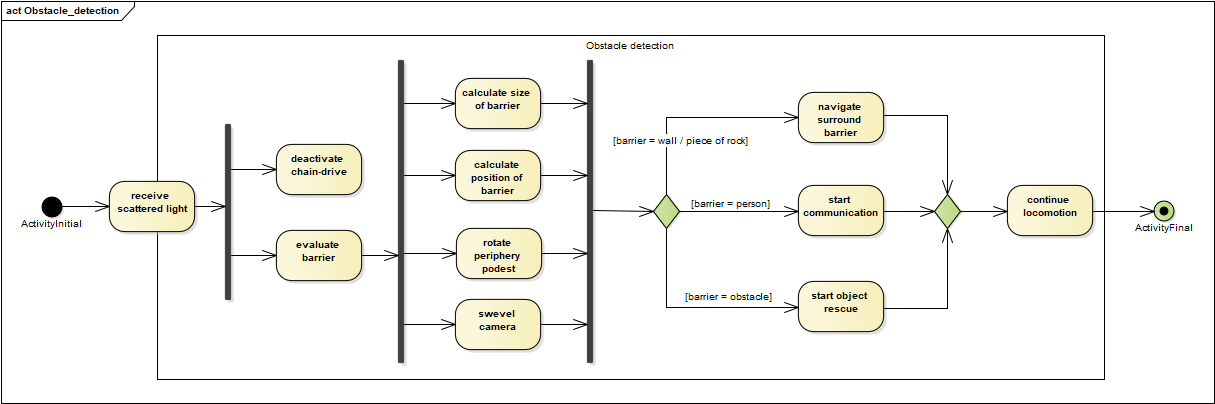 act Obstacle_detection
Obstacle detection
ActivityInitial
receive
scattered light
deactivate
chain-drive
evaluate
barrier
calculate size
of barrier
calculate
position of
barrier
rotate
periphery
podest
swevel
camera
[barrier = wall / piece of rock]
[barrier = person]
[barrier = obstacle]
navigate
surround
barrier
start
communication
start object
rescue
continue
locomotion
ActivityFinal